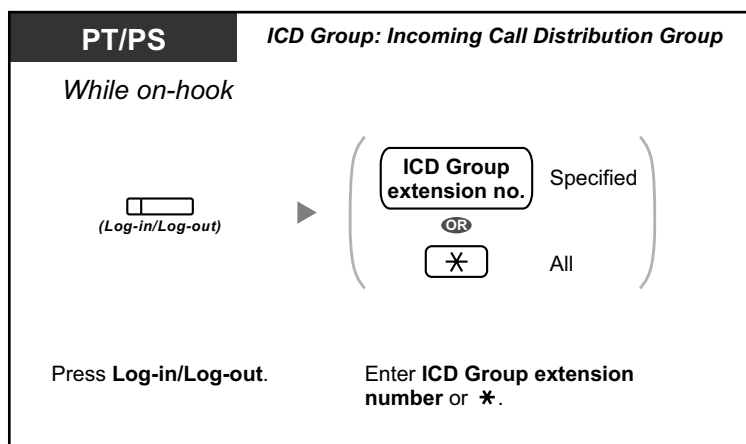 PT/PS
ICD Group: Incoming Call Distribution Group
While on-hook
(Log-in/Log-out)
ICD Group
extension no.
Specified
OR
*
All
Press Log-in/Log-out.
Enter ICD Group extension
number or *.